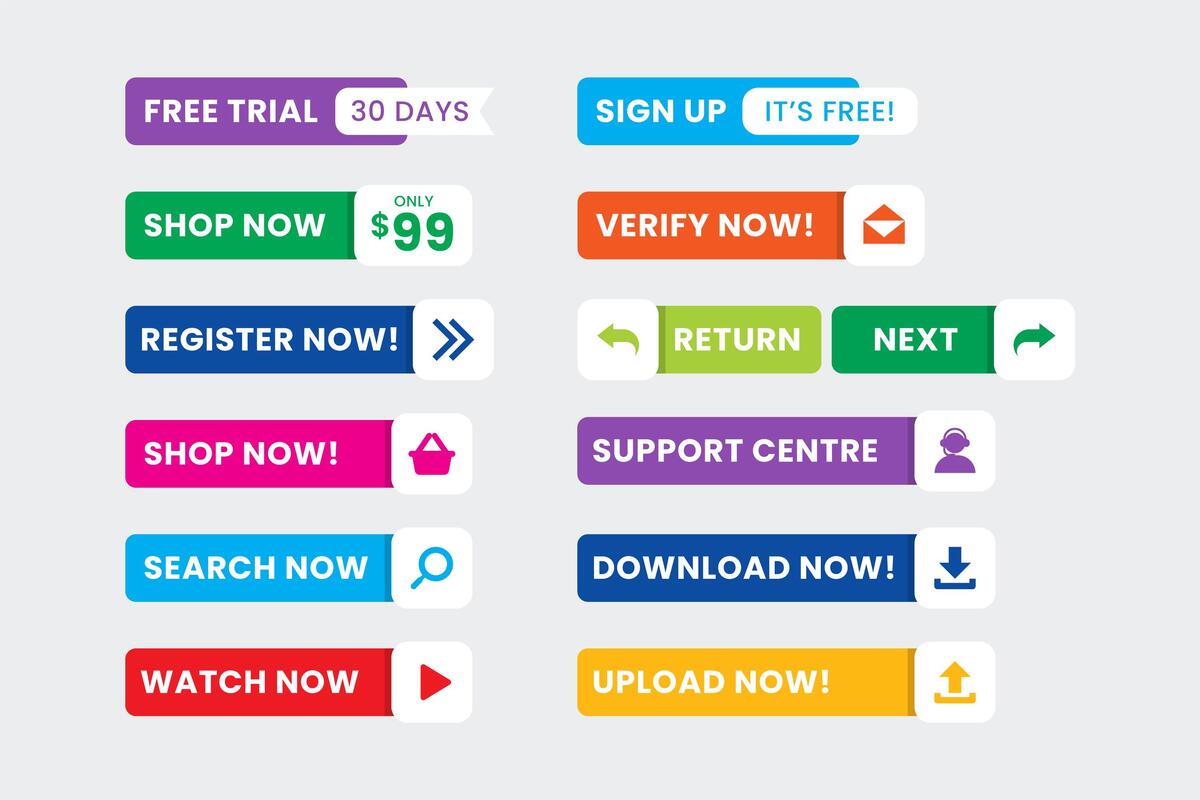 FREE TRIAL 30 DAYS
SHOP NOW ONLY $99
REGISTER NOW!
SHOP NOW!
SEARCH NOW
WATCH NOW
SIGN UP IT’S FREE!
VERIFY NOW!
RETURN NEXT
SUPPORT CENTRE
DOWNLOAD NOW!
UPLOAD NOW!